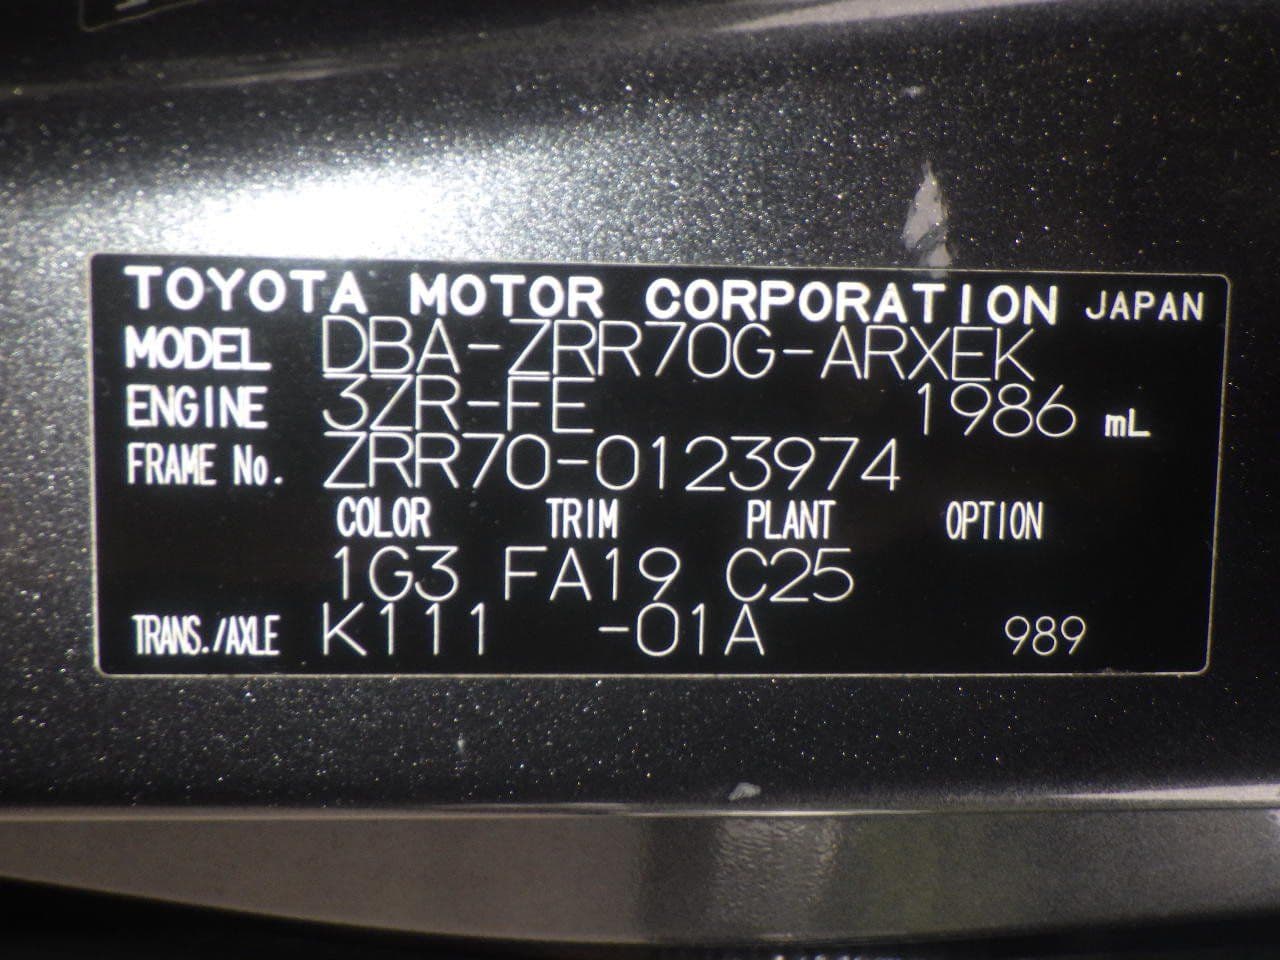 TOYOTA MOTOR CORPORATION JAPAN
MODEL DBA-ZRR70G-ARXEK
ENGINE 3ZR-FE 1986 mL
FRAME No. ZRR70-0123974
COLOR TRIM PLANT OPTION
1G3 FA19 C25
TRANS./AXLE K111 -01A 989